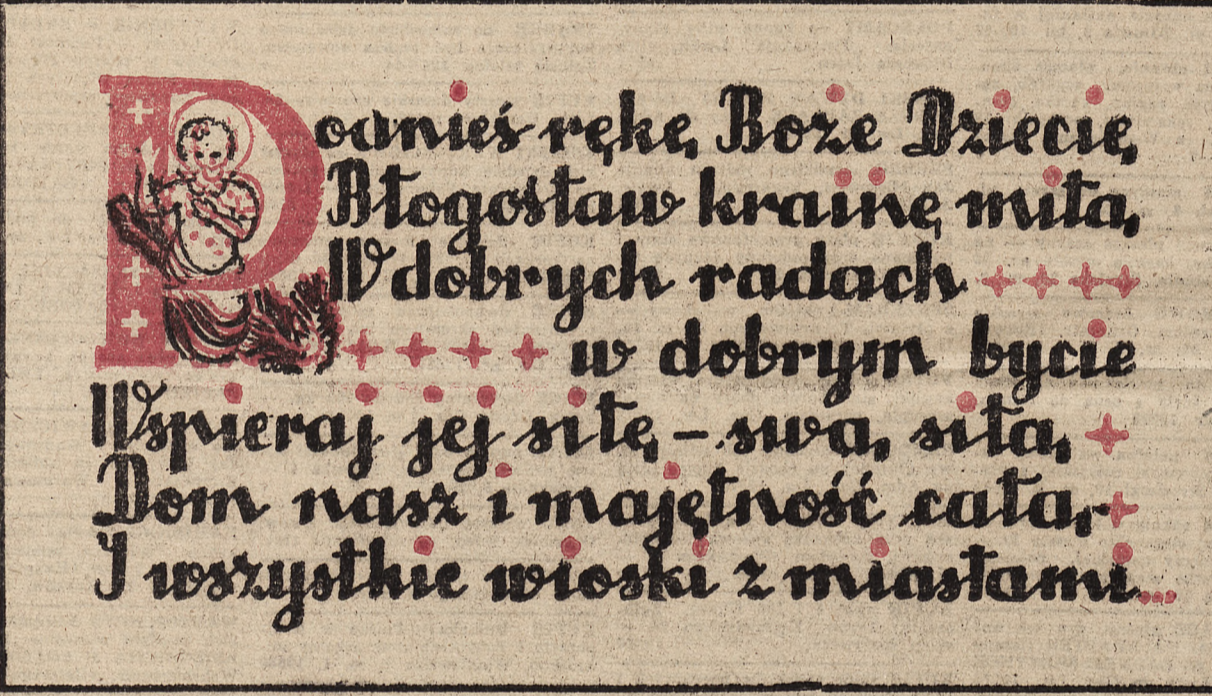 Podnieś rękę, Boże Dziecię,
Błogosław krainę miłą,
W dobrych radach
w dobrym bycie
Wspieraj jej siłę – swą siłą,
Dom nasz i majętność całą,
I wszystkie wioski z miastami...